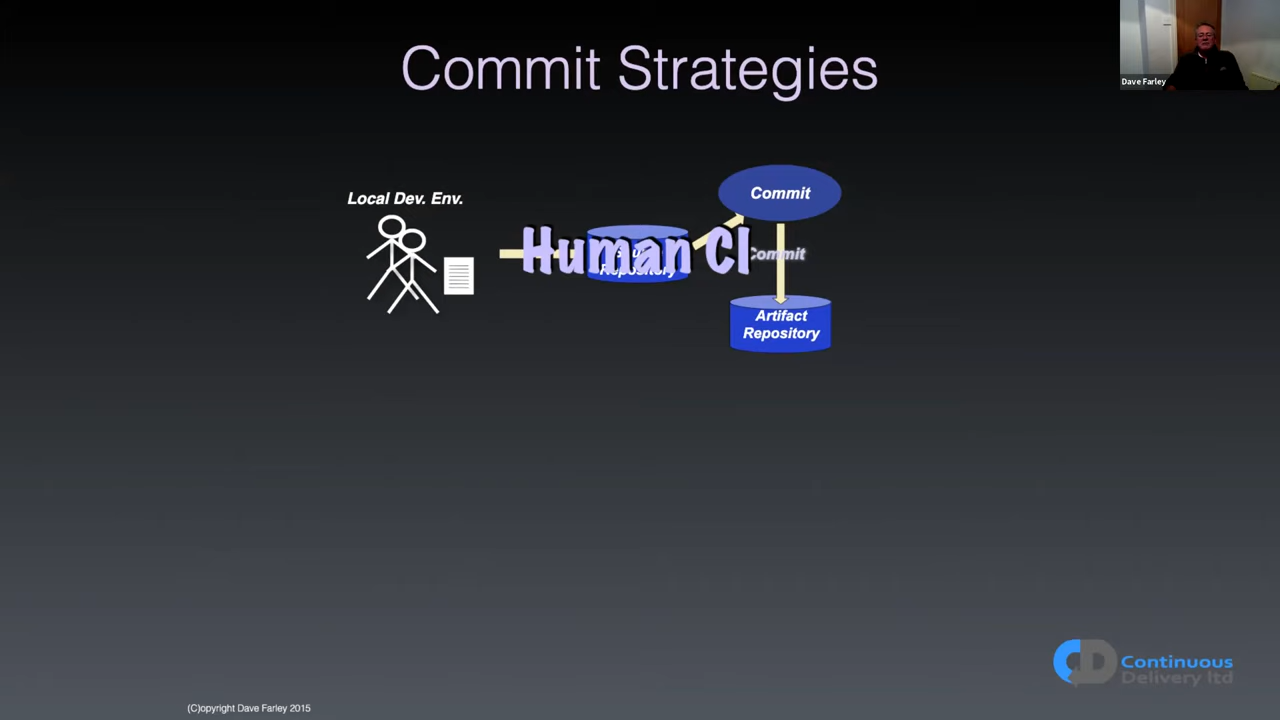 Commit Strategies
Dave Farley
Local Dev. Env.
Commit
Human CI
Commit
Repository
Artifact
Repository
Continuous
Delivery ltd
(C)opyright Dave Farley 2015